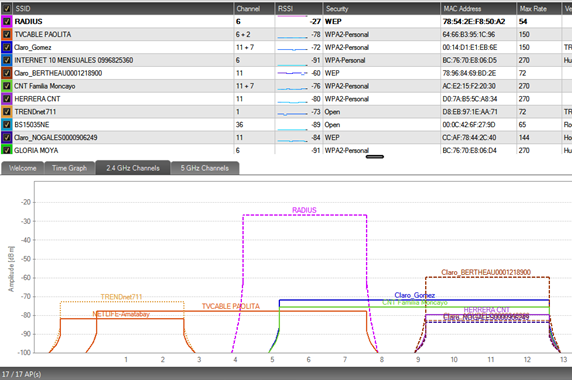 SSID Channel RSSI Security MAC Address Max Rate Ve
RADIUS 6 -27 WEP 78:54:2E:F8:50:A2 54
TVCABLE PAOLITA 6 + 2 -78 WPA2-Personal 64:66:B3:95:1C:96 150
Claro_Gomez 11 + 7 -72 WPA2-Personal 00:14:D1:E1:EB:6E 150 TR
INTERNET 10 MENSUALES 0996825360 6 -91 WPA-Personal BC:76:70:E8:06:D5 270 Hu
Claro_BERTHEAU0001218900 11 -60 WEP 78:96:84:69:BD:2E 72
CNT Familia Moncayo 11 + 7 -76 WPA2-Personal AC:E2:15:F2:20:30 270
HERRERA CNT 11 -80 WPA2-Personal D0:7A:B5:5C:A8:34 270
TRENDnet711 1 -73 Open D8:EB:97:1E:AA:71 270 TR
BS15035NE 36 -89 Open 00:0C:42:6F:27:9D 65 Ro
Claro_NOGALES0000906249 11 -84 WEP CC:AF:78:44:2C:40 144 Ho
GLORIA MOYA 6 -91 WPA2-Personal BC:76:70:E8:06:D4 270 Hu
Welcome Time Graph 2.4 GHz Channels 5 GHz Channels
Amplitude [dBm]
-20
-30
-40
-50
-60
-70
-80
-90
-100
RADIUS
Claro_BERTHEAU0001218900
TRENDnet711
Claro_Gomez
CNT Familia Moncayo
TVCABLE PAOLITA
HERRERA CNT
NETLIFE-Amatabay
Claro_NOGALES0000906249
1 2 3 4 5 6 7 8 9 10 11 12 13
17 / 17 AP(s)